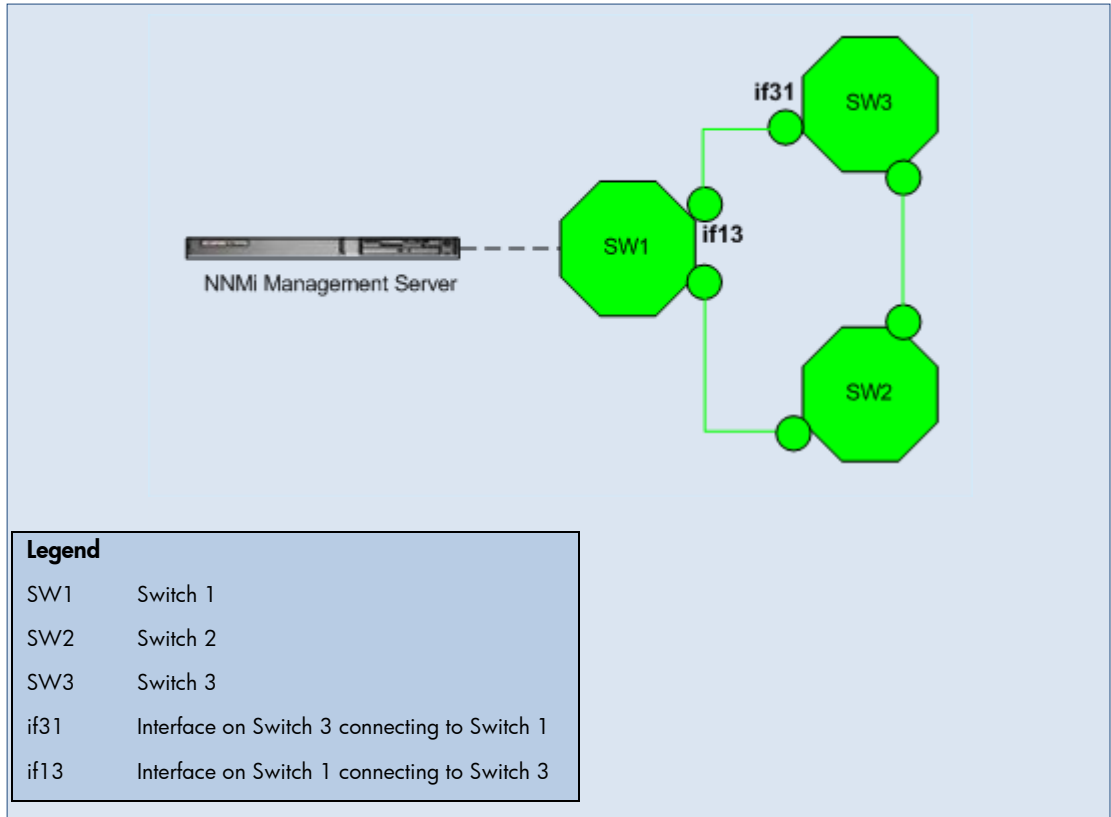 if31
SW3
SW1
if13
NNMi Management Server
SW2
Legend
SW1 Switch 1
SW2 Switch 2
SW3 Switch 3
if31 Interface on Switch 3 connecting to Switch 1
if13 Interface on Switch 1 connecting to Switch 3